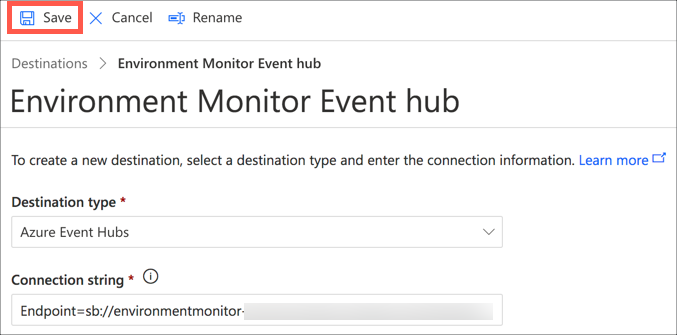 Save Cancel Rename
Destinations > Environment Monitor Event hub
Environment Monitor Event hub
To create a new destination, select a destination type and enter the connection information. Learn more
Destination type *
Azure Event Hubs
Connection string *
Endpoint=sb://environmentmonitor-